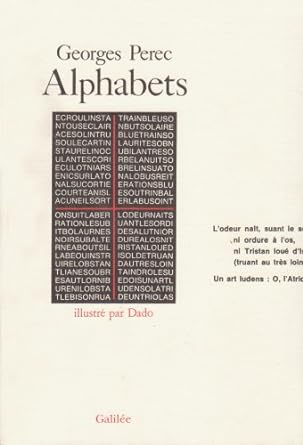 Georges Perec
Alphabets
ECROULINSTA TRAINBLEUSO
NTOUSECLAIR NBUTSOLAIRE
ACESOLINTRU BLUETRAINSO
SOULECARTIN LAURITESOBN
STAURELINOC UBILANTRESO
ULANTESCORI RBELANUITSO
ECULOTNIARS BRELINSUATO
ENICSURLATO NALOBUSREIT
NALSURCOTIE ERATIONSBLU
COURTEANISL ESOUTRINBAL
ACUNEILSORT ERLABUSOINT
ONSUITLABER LODEURNAITS
RATIONLESUB UANTLESORDI
ITBOLAURNES DESALUTNIOR
NOIRSUBALTE DUREALOSNIT
RNEABOUTSIL RISTANLOUED
LABEOUINSTR ISOLDETRUAN
UIRELOBSTAN DAUTRESLOIN
TLIANESOUBR TAINDROLESU
ESAUTLORNIB EDOISUNARTL
URENILOBSTA UDENSOLATRI
TLEBISONRUA DEUNTRIOLAS
L'odeur naît, suant le s
ni ordure à l'os,
ni Tristan loué d'I
(truant au très loin
Un art ludens : O, l'Atri
illustré par Dado
Galilée